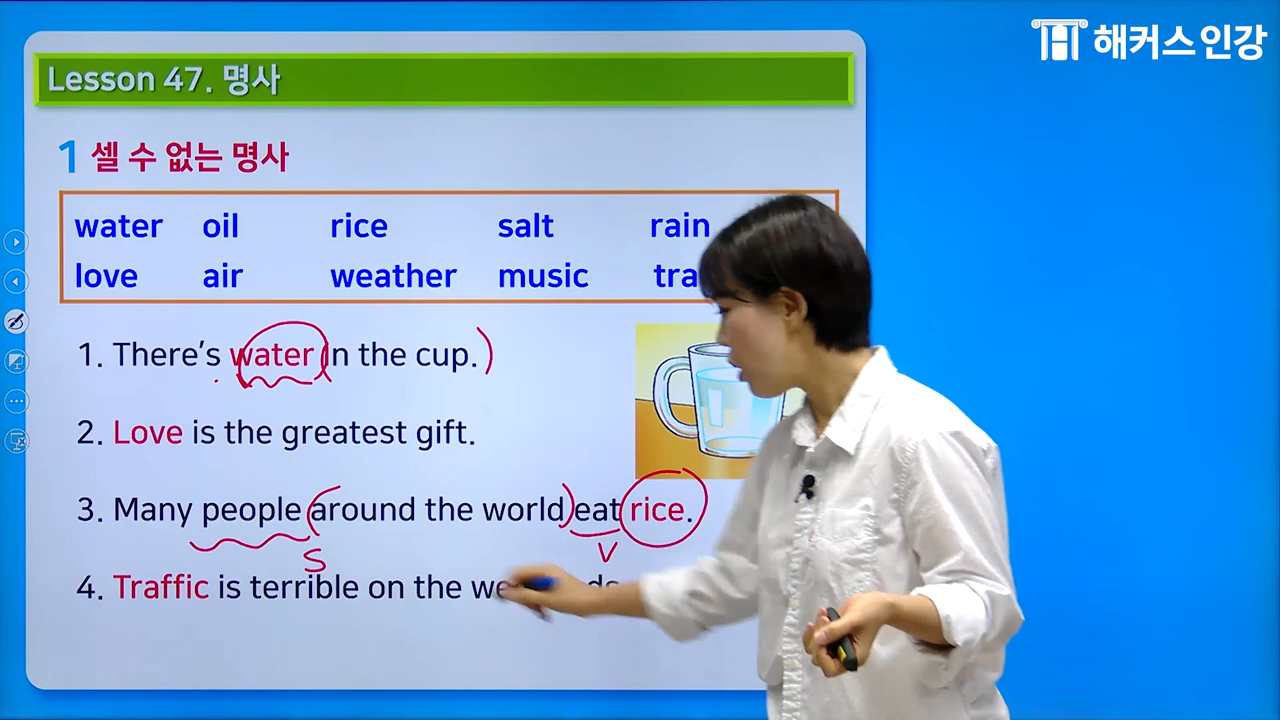 해커스인강
Lesson 47. 명사
1 셀 수 없는 명사
water oil rice salt rain
love air weather music
1. There's water in the cup.
2. Love is the greatest gift.
3. Many people around the world eat rice.
S V
4. Traffic is terrible on the